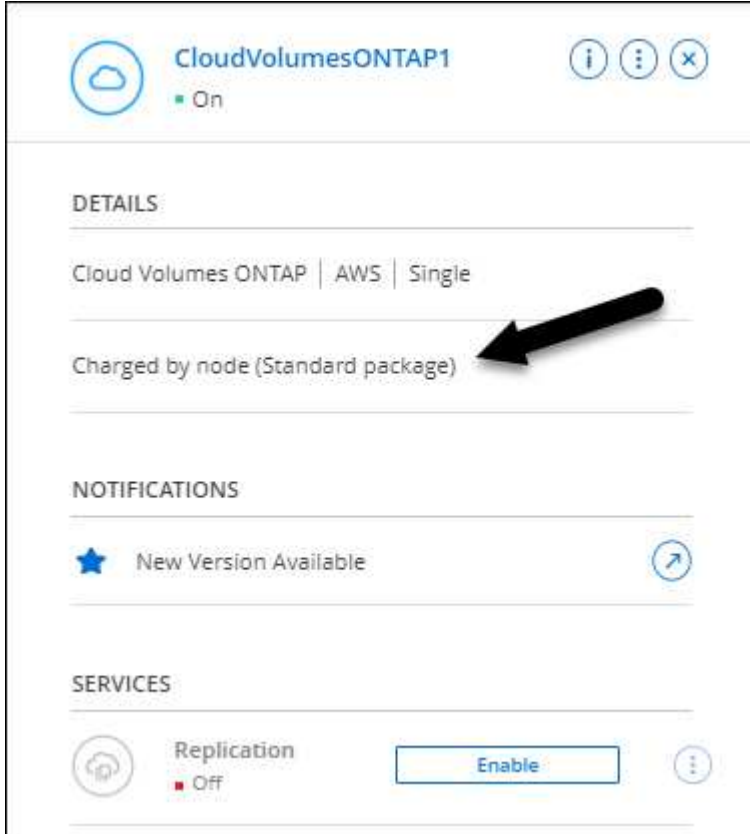 CloudVolumesONTAP1
On
DETAILS
Cloud Volumes ONTAP | AWS | Single
Charged by node (Standard package)
NOTIFICATIONS
New Version Available
SERVICES
Replication
Enable
Off